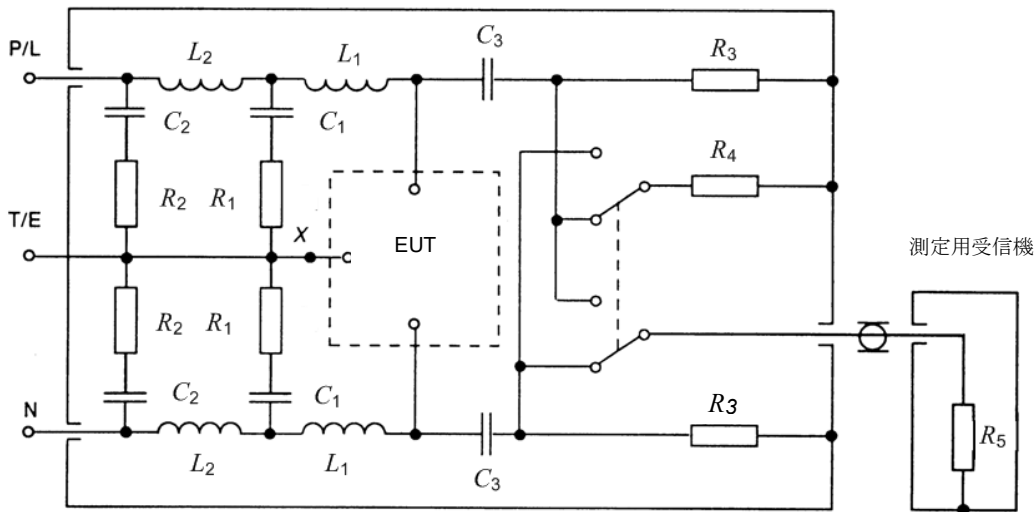 P/L
L2
L1
C3
R3
C2
C1
R4
R2
R1
T/E
X
EUT
測定用受信機
R2
R1
C2
C1
N
R3
R5
L2
L1
C3